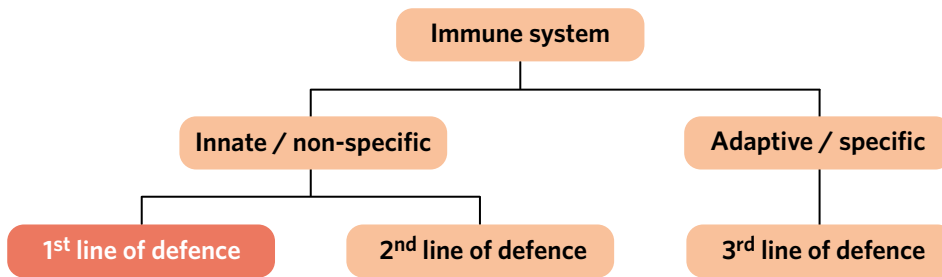 Immune system
Innate / non-specific
Adaptive / specific
1st line of defence
2nd line of defence
3rd line of defence